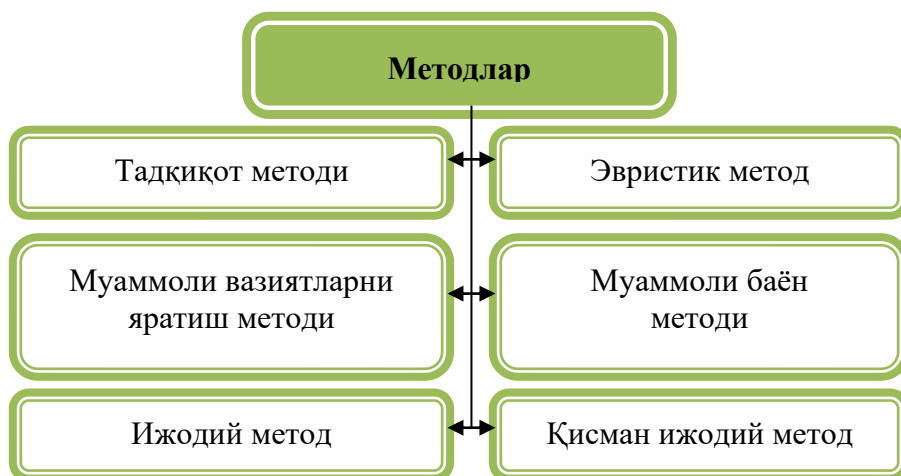 Методлар
Тадқиқот методи
Эвристик метод
Муаммоли вазиятларни
яратиш методи
Муаммоли баён
методи
Ижодий метод
Қисман ижодий метод